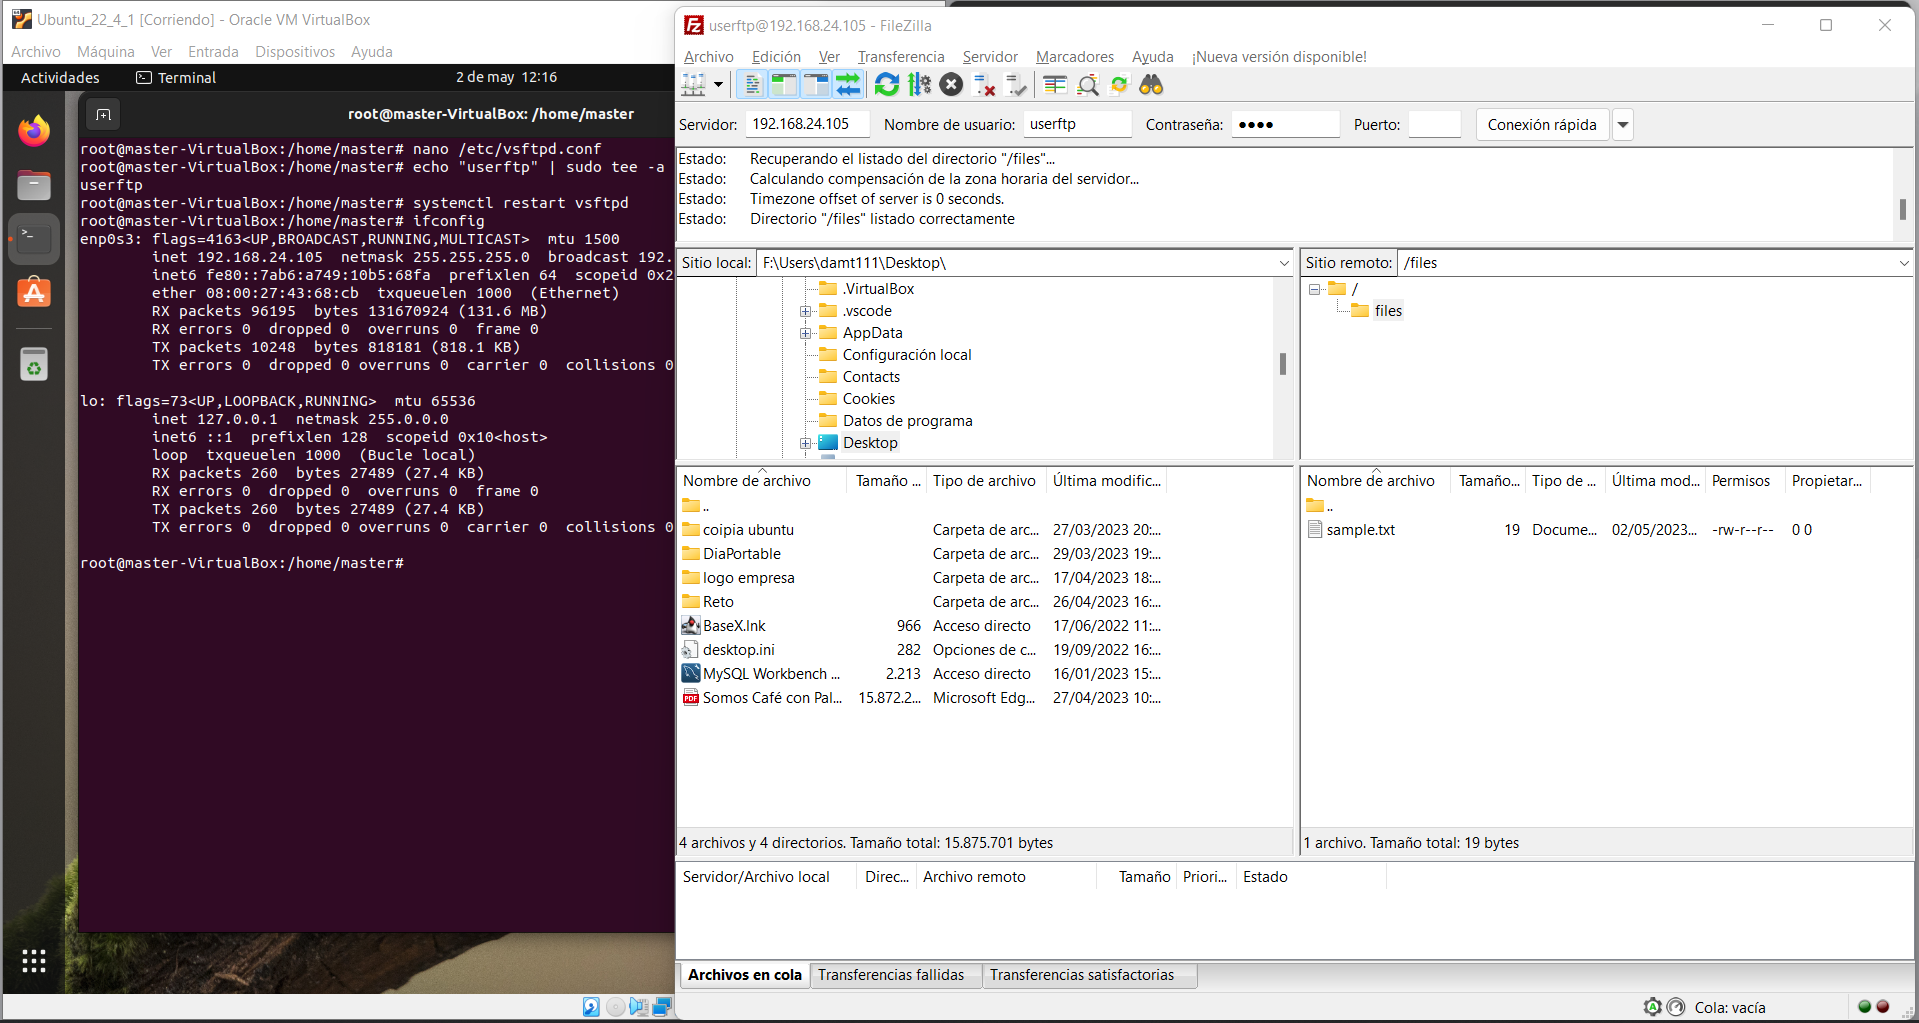 Ubuntu_22_4_1 [Corriendo] - Oracle VM VirtualBox
Archivo Máquina Ver Entrada Dispositivos Ayuda
Actividades Terminal 2 de may 12:16
root@master-VirtualBox: /home/master
root@master-VirtualBox:/home/master# nano /etc/vsftpd.conf
root@master-VirtualBox:/home/master# echo "userftp" | sudo tee -a
userftp
root@master-VirtualBox:/home/master# systemctl restart vsftpd
root@master-VirtualBox:/home/master# ifconfig
enp0s3: flags=4163<UP,BROADCAST,RUNNING,MULTICAST>  mtu 1500
inet 192.168.24.105  netmask 255.255.255.0  broadcast 192.
inet6 fe80::7ab6:a749:10b5:68fa  prefixlen 64  scopeid 0x2
ether 08:00:27:43:68:cb  txqueuelen 1000  (Ethernet)
RX packets 96195  bytes 131670924 (131.6 MB)
RX errors 0  dropped 0  overruns 0  frame 0
TX packets 10248  bytes 818181 (818.1 KB)
TX errors 0  dropped 0 overruns 0  carrier 0  collisions 0
lo: flags=73<UP,LOOPBACK,RUNNING>  mtu 65536
inet 127.0.0.1  netmask 255.0.0.0
inet6 ::1  prefixlen 128  scopeid 0x10<host>
loop  txqueuelen 1000  (Bucle local)
RX packets 260  bytes 27489 (27.4 KB)
RX errors 0  dropped 0  overruns 0  frame 0
TX packets 260  bytes 27489 (27.4 KB)
TX errors 0  dropped 0 overruns 0  carrier 0  collisions 0
root@master-VirtualBox:/home/master#
userftp@192.168.24.105 - FileZilla
Archivo Edición Ver Transferencia Servidor Marcadores Ayuda ¡Nueva versión disponible!
Servidor: 192.168.24.105 Nombre de usuario: userftp Contraseña: ●●●● Puerto: Conexión rápida
Estado: Recuperando el listado del directorio "/files"...
Estado: Calculando compensación de la zona horaria del servidor...
Estado: Timezone offset of server is 0 seconds.
Estado: Directorio "/files" listado correctamente
Sitio local: F:\Users\damt111\Desktop\
.VirtualBox
.vscode
AppData
Configuración local
Contacts
Cookies
Datos de programa
Desktop
Sitio remoto: /files
/
files
Nombre de archivo Tamaño ... Tipo de archivo Última modific...
..
coipia ubuntu Carpeta de arc... 27/03/2023 20:...
DiaPortable Carpeta de arc... 29/03/2023 19:...
logo empresa Carpeta de arc... 17/04/2023 18:...
Reto Carpeta de arc... 26/04/2023 16:...
BaseX.lnk 966 Acceso directo 17/06/2022 11:...
desktop.ini 282 Opciones de c... 19/09/2022 16:...
MySQL Workbench ... 2.213 Acceso directo 16/01/2023 15:...
Somos Café con Pal... 15.872.2... Microsoft Edg... 27/04/2023 10:...
4 archivos y 4 directorios. Tamaño total: 15.875.701 bytes
Nombre de archivo Tamaño... Tipo de ... Última mod... Permisos Propietar...
..
sample.txt 19 Docume... 02/05/2023... -rw-r--r-- 0 0
1 archivo. Tamaño total: 19 bytes
Servidor/Archivo local Direc... Archivo remoto Tamaño Priori... Estado
Archivos en cola Transferencias fallidas Transferencias satisfactorias
Cola: vacía